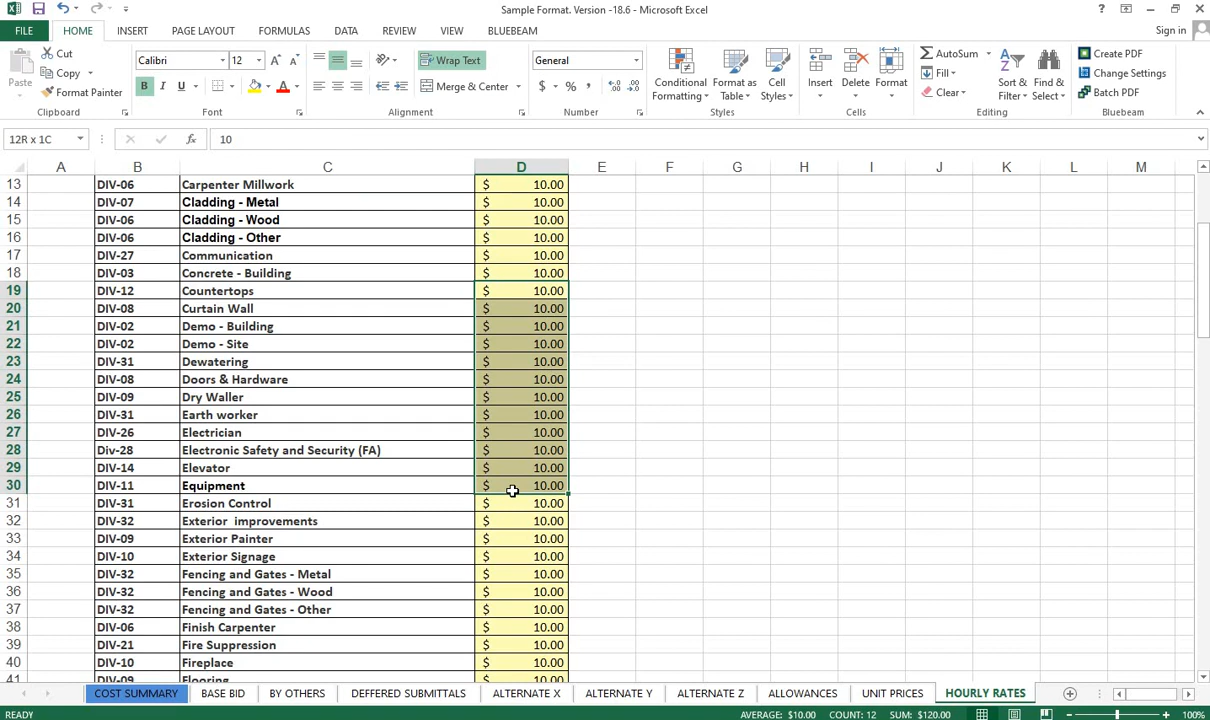 Sample Format. Version -18.6 - Microsoft Excel
FILE HOME INSERT PAGE LAYOUT FORMULAS DATA REVIEW VIEW BLUEBEAM Sign in
Cut
Copy
Format Painter
Paste
Clipboard
Calibri 12
B I U
Font
Wrap Text
Merge & Center
Alignment
General
$ % ,
Number
Conditional Formatting
Format as Table
Cell Styles
Styles
Insert
Delete
Format
Cells
AutoSum
Fill
Clear
Sort & Filter
Find & Select
Editing
Create PDF
Change Settings
Batch PDF
Bluebeam
12R x 1C fx 10
A B C D E F G H I J K L M
13 DIV-06 Carpenter Millwork $ 10.00
14 DIV-07 Cladding - Metal $ 10.00
15 DIV-06 Cladding - Wood $ 10.00
16 DIV-06 Cladding - Other $ 10.00
17 DIV-27 Communication $ 10.00
18 DIV-03 Concrete - Building $ 10.00
19 DIV-12 Countertops $ 10.00
20 DIV-08 Curtain Wall $ 10.00
21 DIV-02 Demo - Building $ 10.00
22 DIV-02 Demo - Site $ 10.00
23 DIV-31 Dewatering $ 10.00
24 DIV-08 Doors & Hardware $ 10.00
25 DIV-09 Dry Waller $ 10.00
26 DIV-31 Earth worker $ 10.00
27 DIV-26 Electrician $ 10.00
28 Div-28 Electronic Safety and Security (FA) $ 10.00
29 DIV-14 Elevator $ 10.00
30 DIV-11 Equipment $ 10.00
31 DIV-31 Erosion Control $ 10.00
32 DIV-32 Exterior improvements $ 10.00
33 DIV-09 Exterior Painter $ 10.00
34 DIV-10 Exterior Signage $ 10.00
35 DIV-32 Fencing and Gates - Metal $ 10.00
36 DIV-32 Fencing and Gates - Wood $ 10.00
37 DIV-32 Fencing and Gates - Other $ 10.00
38 DIV-06 Finish Carpenter $ 10.00
39 DIV-21 Fire Suppression $ 10.00
40 DIV-10 Fireplace $ 10.00
41 DIV-09 Flooring $ 10.00
COST SUMMARY BASE BID BY OTHERS DEFFERED SUBMITTALS ALTERNATE X ALTERNATE Y ALTERNATE Z ALLOWANCES UNIT PRICES HOURLY RATES
READY AVERAGE: $10.00 COUNT: 12 SUM: $120.00 100%